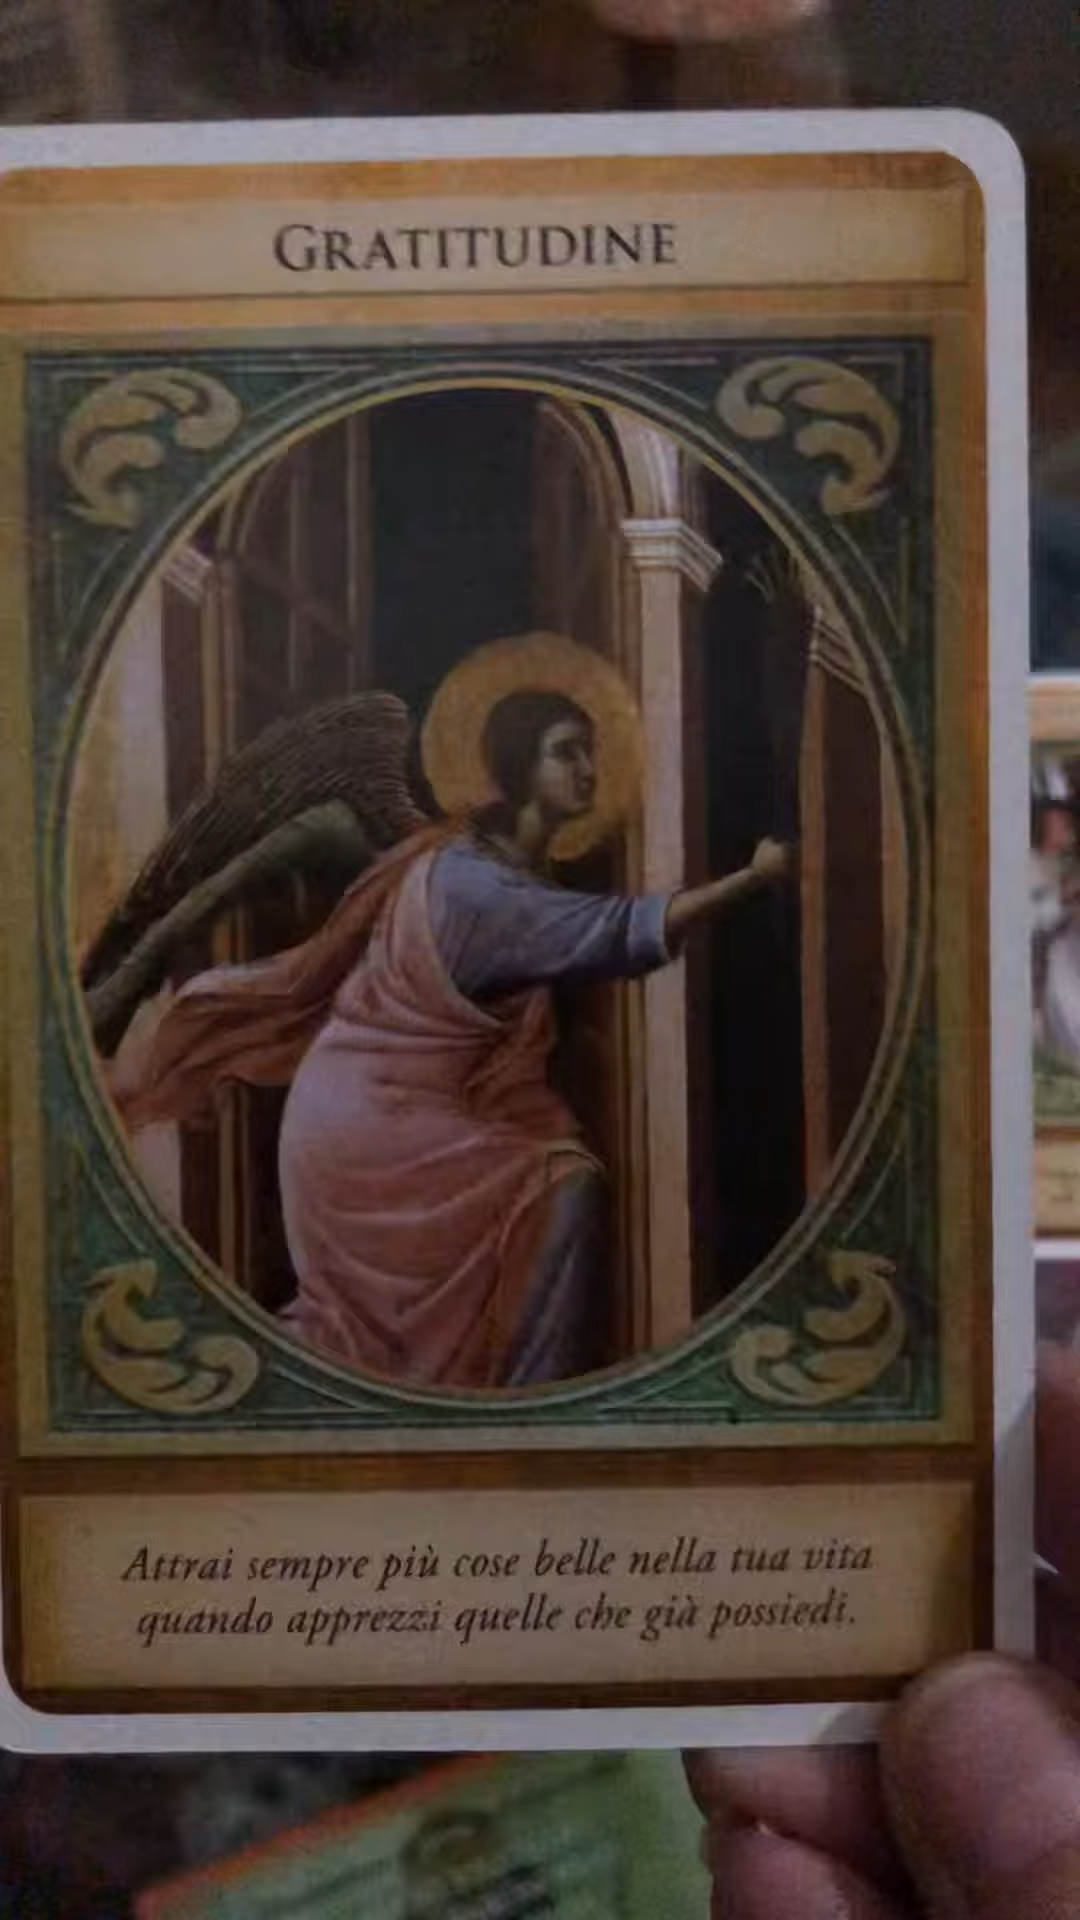 GRATITUDINE
Attrai sempre più cose belle nella tua vita
quando apprezzi quelle che già possiedi.